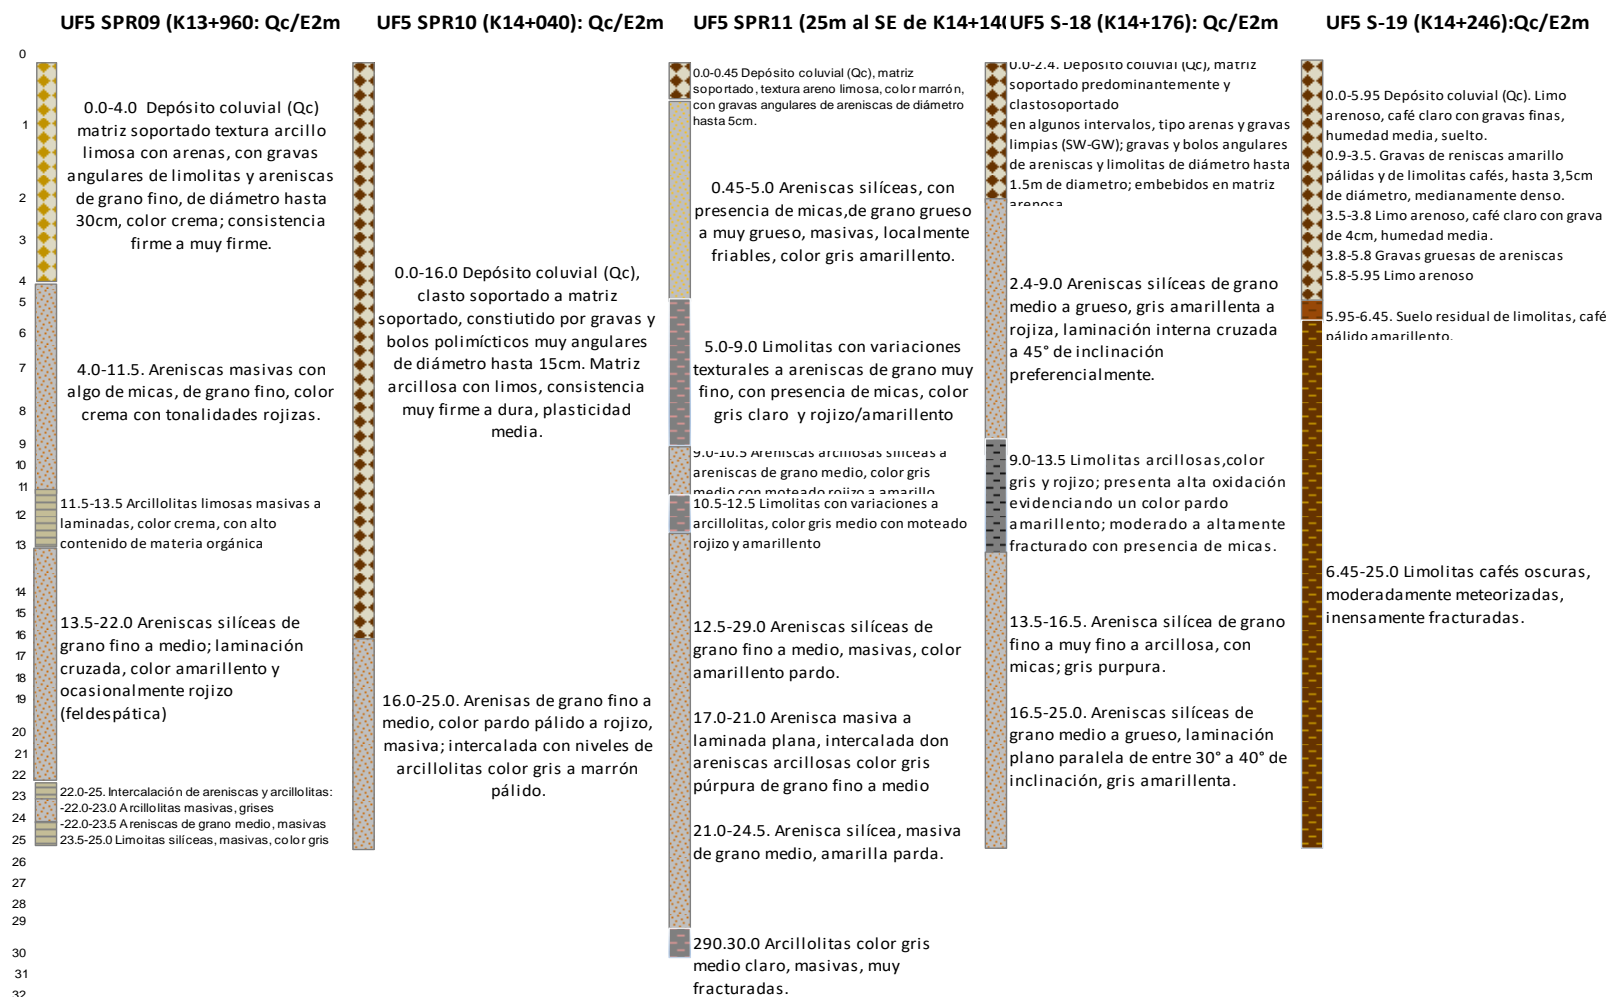 UF5 SPR09 (K13+960: Qc/E2m
UF5 SPR10 (K14+040): Qc/E2m
UF5 SPR11 (25m al SE de K14+14
UF5 S-18 (K14+176): Qc/E2m
UF5 S-19 (K14+246):Qc/E2m
0
1
2
3
4
5
6
7
8
9
10
11
12
13
14
15
16
17
18
19
20
21
22
23
24
25
26
27
28
29
30
31
32
0.0-4.0 Depósito coluvial (Qc)
matriz soportado textura arcillo
limosa con arenas, con gravas
angulares de limolitas y areniscas
de grano fino, de diámetro hasta
30cm, color crema; consistencia
firme a muy firme.
4.0-11.5. Areniscas masivas con
algo de micas, de grano fino, color
crema con tonalidades rojizas.
11.5-13.5 Arcillolitas limosas masivas a
laminadas, color crema, con alto
contenido de materia orgánica
13.5-22.0 Areniscas silíceas de
grano fino a medio; laminación
cruzada, color amarillento y
ocasionalmente rojizo
(feldespática)
22.0-25. Intercalación de areniscas y arcillolitas:
-22.0-23.0 Arcillolitas masivas, grises
-22.0-23.5 Areniscas de grano medio, masivas
23.5-25.0 Limoitas silíceas, masivas, color gris
0.0-16.0 Depósito coluvial (Qc),
clasto soportado a matriz
soportado, constiutido por gravas y
bolos polimícticos muy angulares
de diámetro hasta 15cm. Matriz
arcillosa con limos, consistencia
muy firme a dura, plasticidad
media.
16.0-25.0. Arenisas de grano fino a
medio, color pardo pálido a rojizo,
masiva; intercalada con niveles de
arcillolitas color gris a marrón
pálido.
0.0-0.45 Depósito coluvial (Qc), matriz
soportado, textura areno limosa, color marrón,
con gravas angulares de areniscas de diámetro
hasta 5cm.
0.45-5.0 Areniscas silíceas, con
presencia de micas,de grano grueso
a muy grueso, masivas, localmente
friables, color gris amarillento.
5.0-9.0 Limolitas con variaciones
texturales a areniscas de grano muy
fino, con presencia de micas, color
gris claro y rojizo/amarillento
9.0-10.5 Areniscas arcillosas silíceas a
areniscas de grano medio, color gris
medio con moteado rojizo a amarillo
10.5-12.5 Limolitas con variaciones a
arcillolitas, color gris medio con moteado
rojizo y amarillento
12.5-29.0 Areniscas silíceas de
grano fino a medio, masivas, color
amarillento pardo.
17.0-21.0 Arenisca masiva a
laminada plana, intercalada don
areniscas arcillosas color gris
púrpura de grano fino a medio
21.0-24.5. Arenisca silícea, masiva
de grano medio, amarilla parda.
290.30.0 Arcillolitas color gris
medio claro, masivas, muy
fracturadas.
0.0-2.4. Depósito coluvial (Qc), matriz
soportado predominantemente y
clastosoportado
en algunos intervalos, tipo arenas y gravas
limpias (SW-GW); gravas y bolos angulares
de areniscas y limolitas de diámetro hasta
1.5m de diametro; embebidos en matriz
arenosa
2.4-9.0 Areniscas silíceas de grano
medio a grueso, gris amarillenta a
rojiza, laminación interna cruzada
a 45° de inclinación
preferencialmente.
9.0-13.5 Limolitas arcillosas,color
gris y rojizo; presenta alta oxidación
evidenciando un color pardo
amarillento; moderado a altamente
fracturado con presencia de micas.
13.5-16.5. Arenisca silícea de grano
fino a muy fino a arcillosa, con
micas; gris purpura.
16.5-25.0. Areniscas silíceas de
grano medio a grueso, laminación
plano paralela de entre 30° a 40° de
inclinación, gris amarillenta.
0.0-5.95 Depósito coluvial (Qc). Limo
arenoso, café claro con gravas finas,
humedad media, suelto.
0.9-3.5. Gravas de reniscas amarillo
pálidas y de limolitas cafés, hasta 3,5cm
de diámetro, medianamente denso.
3.5-3.8 Limo arenoso, café claro con grava
de 4cm, humedad media.
3.8-5.8 Gravas gruesas de areniscas
5.8-5.95 Limo arenoso
5.95-6.45. Suelo residual de limolitas, café
pálido amarillento.
6.45-25.0 Limolitas cafés oscuras,
moderadamente meteorizadas,
inensamente fracturadas.